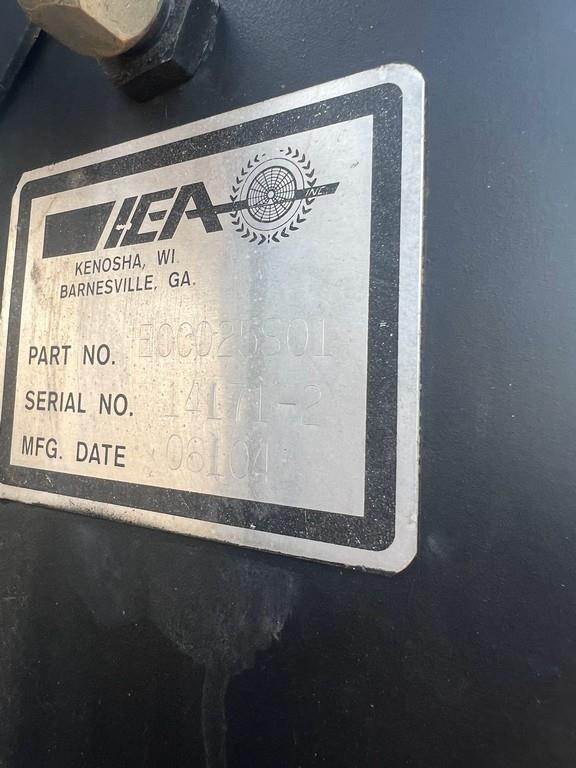 IEA INC.
KENOSHA, WI.
BARNESVILLE, GA.
PART NO. E0C025S01
SERIAL NO. 14171-2
MFG. DATE 06104